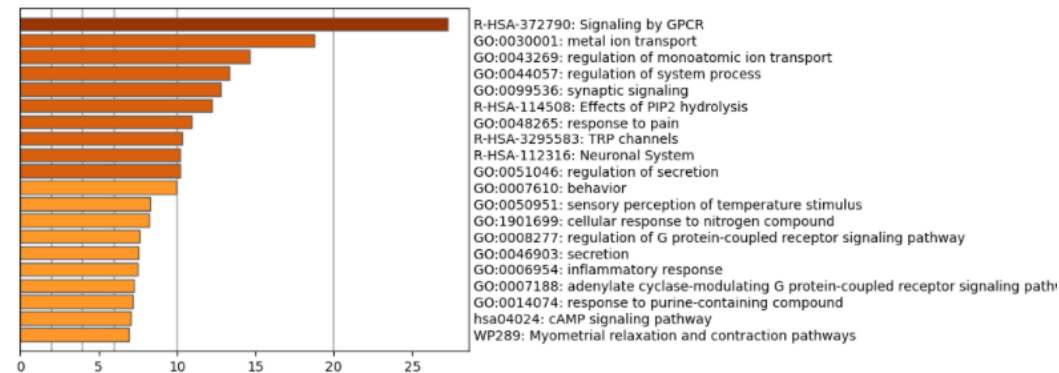 R-HSA-372790: Signaling by GPCR
GO:0030001: metal ion transport
GO:0043269: regulation of monoatomic ion transport
GO:0044057: regulation of system process
GO:0099536: synaptic signaling
R-HSA-114508: Effects of PIP2 hydrolysis
GO:0048265: response to pain
R-HSA-3295583: TRP channels
R-HSA-112316: Neuronal System
GO:0051046: regulation of secretion
GO:0007610: behavior
GO:0050951: sensory perception of temperature stimulus
GO:1901699: cellular response to nitrogen compound
GO:0008277: regulation of G protein-coupled receptor signaling pathway
GO:0046903: secretion
GO:0006954: inflammatory response
GO:0007188: adenylate cyclase-modulating G protein-coupled receptor signaling path
GO:0014074: response to purine-containing compound
hsa04024: cAMP signaling pathway
WP289: Myometrial relaxation and contraction pathways
0 5 10 15 20 25